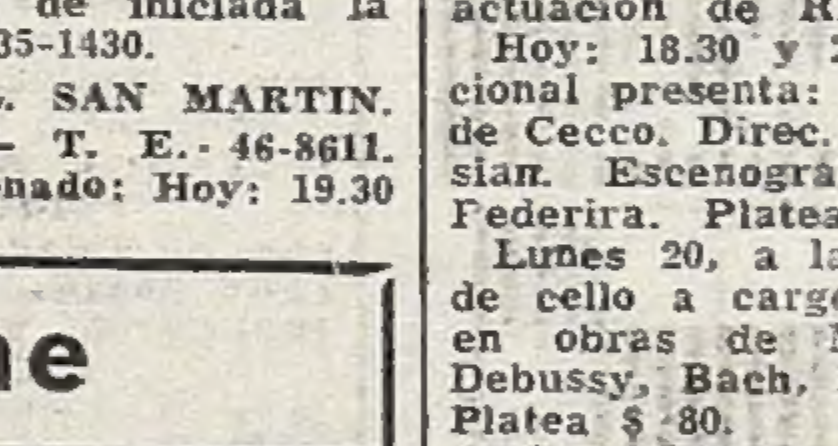 de iniciada la
35-1430.
. SAN MARTIN.
– T. E.- 46-8611.
nado: Hoy: 19.30
ne
actuación de R
Hoy: 18.30 y
cional presenta:
de Cecco. Direc.
sian. Escenogra
Federira. Platea
Lunes 20, a la
de cello a cargo
en obras de
Debussy, Bach,
Platea $ 80.